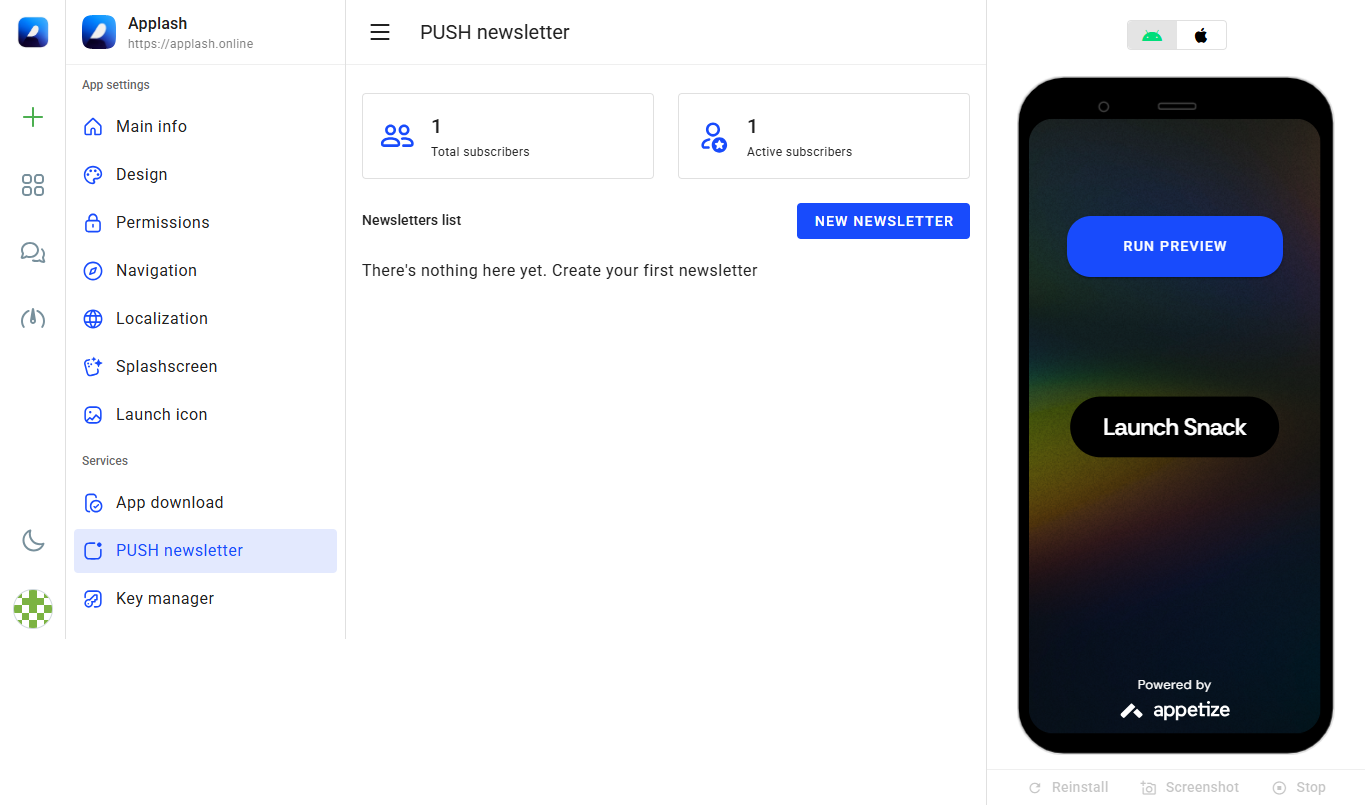 Applash
https://applash.online
App settings
Main info
Design
Permissions
Navigation
Localization
Splashscreen
Launch icon
Services
App download
PUSH newsletter
Key manager
PUSH newsletter
1
Total subscribers
1
Active subscribers
Newsletters list
NEW NEWSLETTER
There's nothing here yet. Create your first newsletter
RUN PREVIEW
Launch Snack
Powered by
appetize
Reinstall
Screenshot
Stop